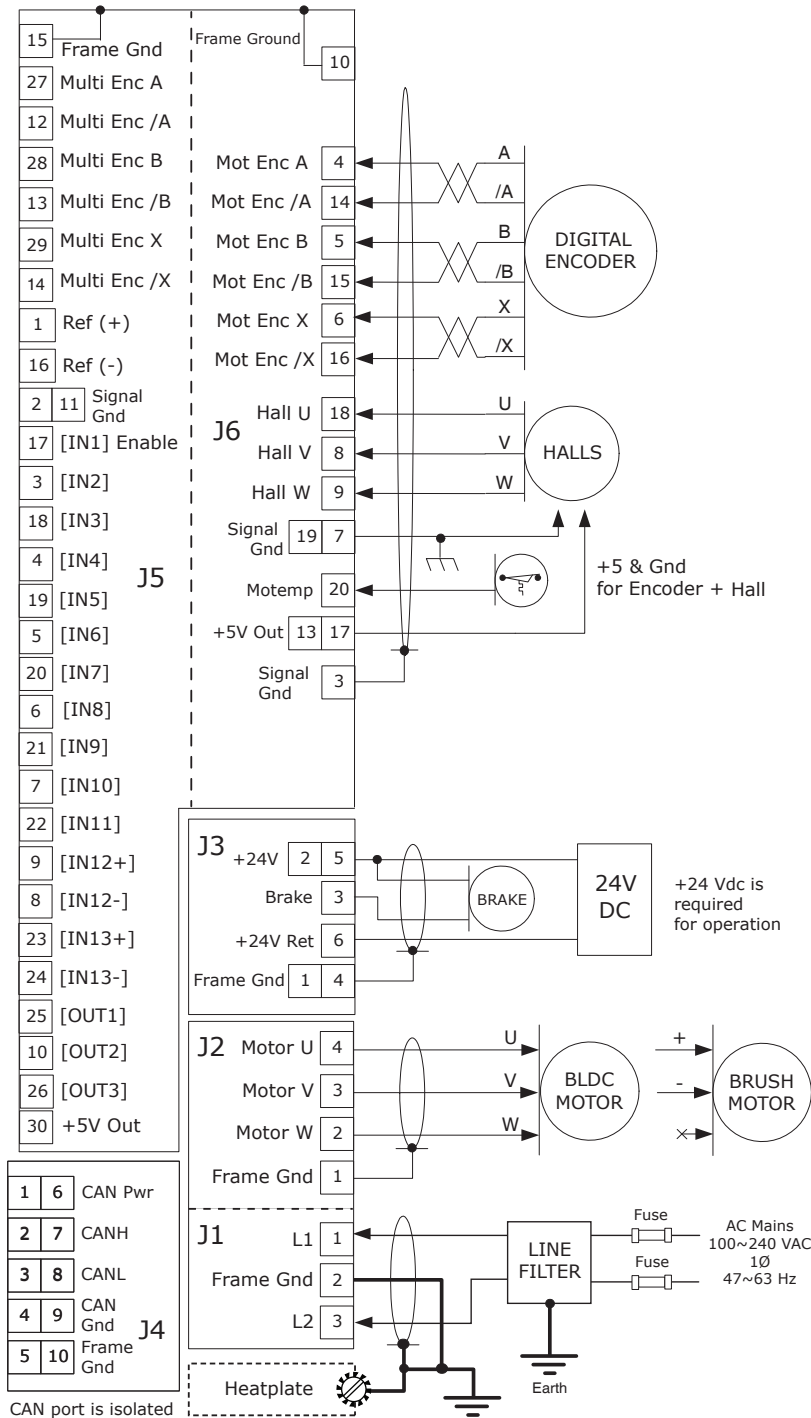 15 Frame Gnd
27 Multi Enc A
12 Multi Enc /A
28 Multi Enc B
13 Multi Enc /B
29 Multi Enc X
14 Multi Enc /X
1 Ref (+)
16 Ref (-)
2 11 Signal
Gnd
17 [IN1] Enable
3 [IN2]
18 [IN3]
4 [IN4]
19 [IN5]
5 [IN6]
20 [IN7]
6 [IN8]
21 [IN9]
7 [IN10]
22 [IN11]
9 [IN12+]
8 [IN12-]
23 [IN13+]
24 [IN13-]
25 [OUT1]
10 [OUT2]
26 [OUT3]
30 +5V Out
J5
Frame Ground 10
Mot Enc A 4 A
Mot Enc /A 14 /A
Mot Enc B 5 B
Mot Enc /B 15 /B
Mot Enc X 6 X
Mot Enc /X 16 /X
DIGITAL
ENCODER
J6
Hall U 18 U
Hall V 8 V
Hall W 9 W
HALLS
Signal
Gnd 19 7
Motemp 20
+5V Out 13 17
Signal
Gnd 3
+5 & Gnd
for Encoder + Hall
J3
+24V 2 5
Brake 3
+24V Ret 6
Frame Gnd 1 4
BRAKE
24V
DC
+24 Vdc is
required
for operation
J2
Motor U 4 U
Motor V 3 V
Motor W 2 W
Frame Gnd 1
BLDC
MOTOR
+
-
BRUSH
MOTOR
J1
L1 1
Frame Gnd 2
L2 3
LINE
FILTER
Fuse
Fuse
AC Mains
100~240 VAC
1Ø
47~63 Hz
Earth
Heatplate
1 6 CAN Pwr
2 7 CANH
3 8 CANL
4 9 CAN
Gnd
5 10 Frame
Gnd
J4
CAN port is isolated